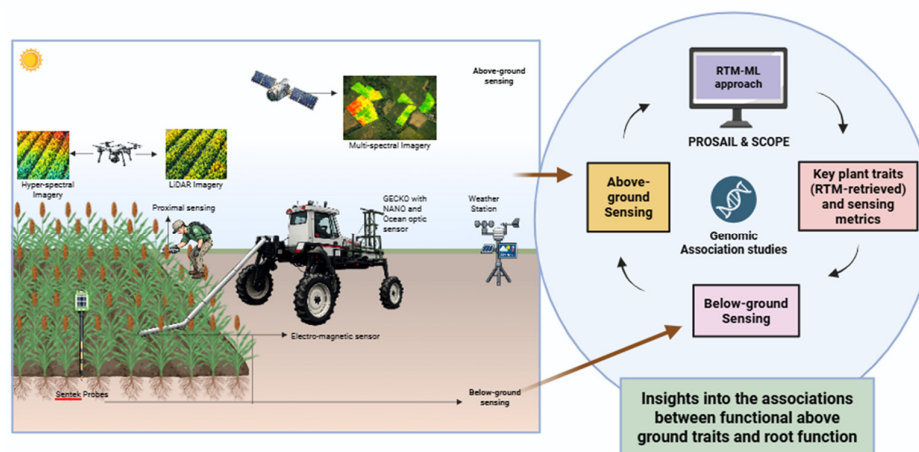 Above-ground
sensing
Multi-spectral Imagery
Hyper-spectral
Imagery
LiDAR Imagery
Proximal sensing
GECKO with
NANO and
Ocean optic
sensor
Weather
Station
Electro-magnetic sensor
Sentek Probes
Below-ground
sensing
RTM-ML
approach
PROSAIL & SCOPE
Above-
ground
Sensing
Key plant traits
(RTM-retrieved)
and sensing
metrics
Genomic
Association studies
Below-ground
Sensing
Insights into the associations
between functional above
ground traits and root function